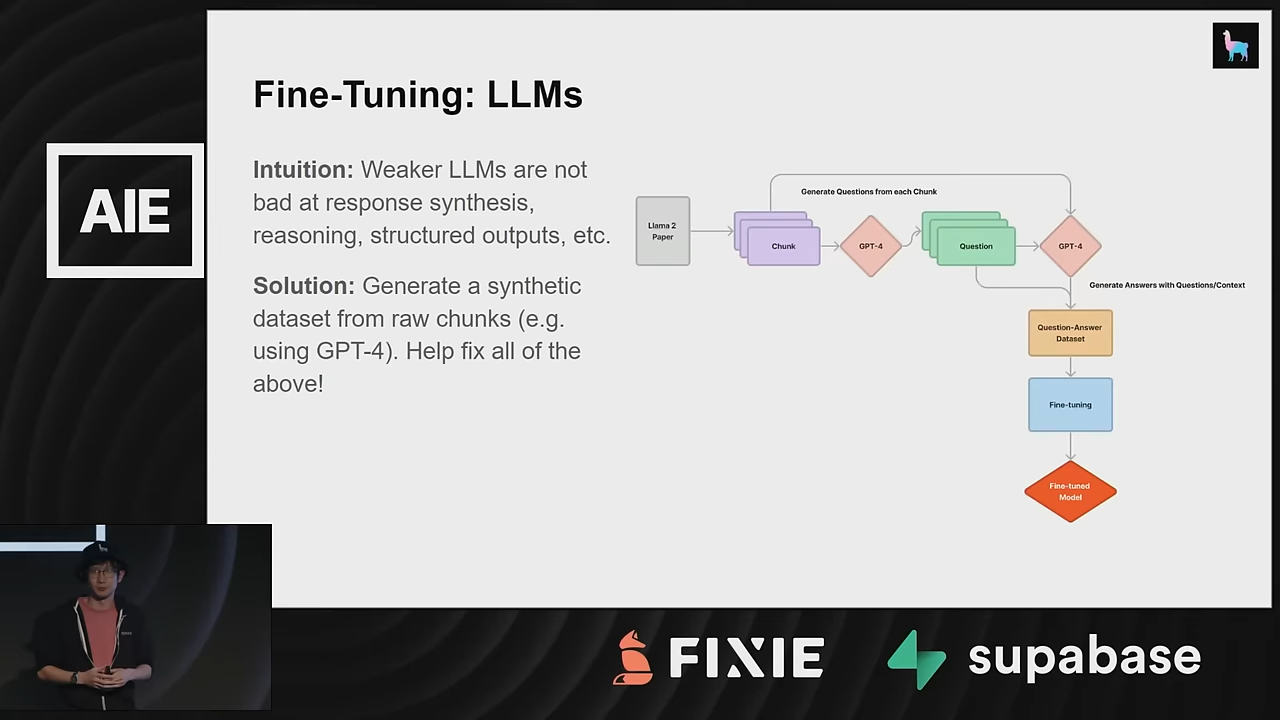 Fine-Tuning: LLMs
AIE
Intuition: Weaker LLMs are not
bad at response synthesis,
reasoning, structured outputs, etc.
Solution: Generate a synthetic
dataset from raw chunks (e.g.
using GPT-4). Help fix all of the
above!
Generate Questions from each Chunk
Llama 2
Paper
Chunk
GPT-4
Question
GPT-4
Generate Answers with Questions/Context
Question-Answer
Dataset
Fine-tuning
Fine-tuned
Model
FIXIE
supabase